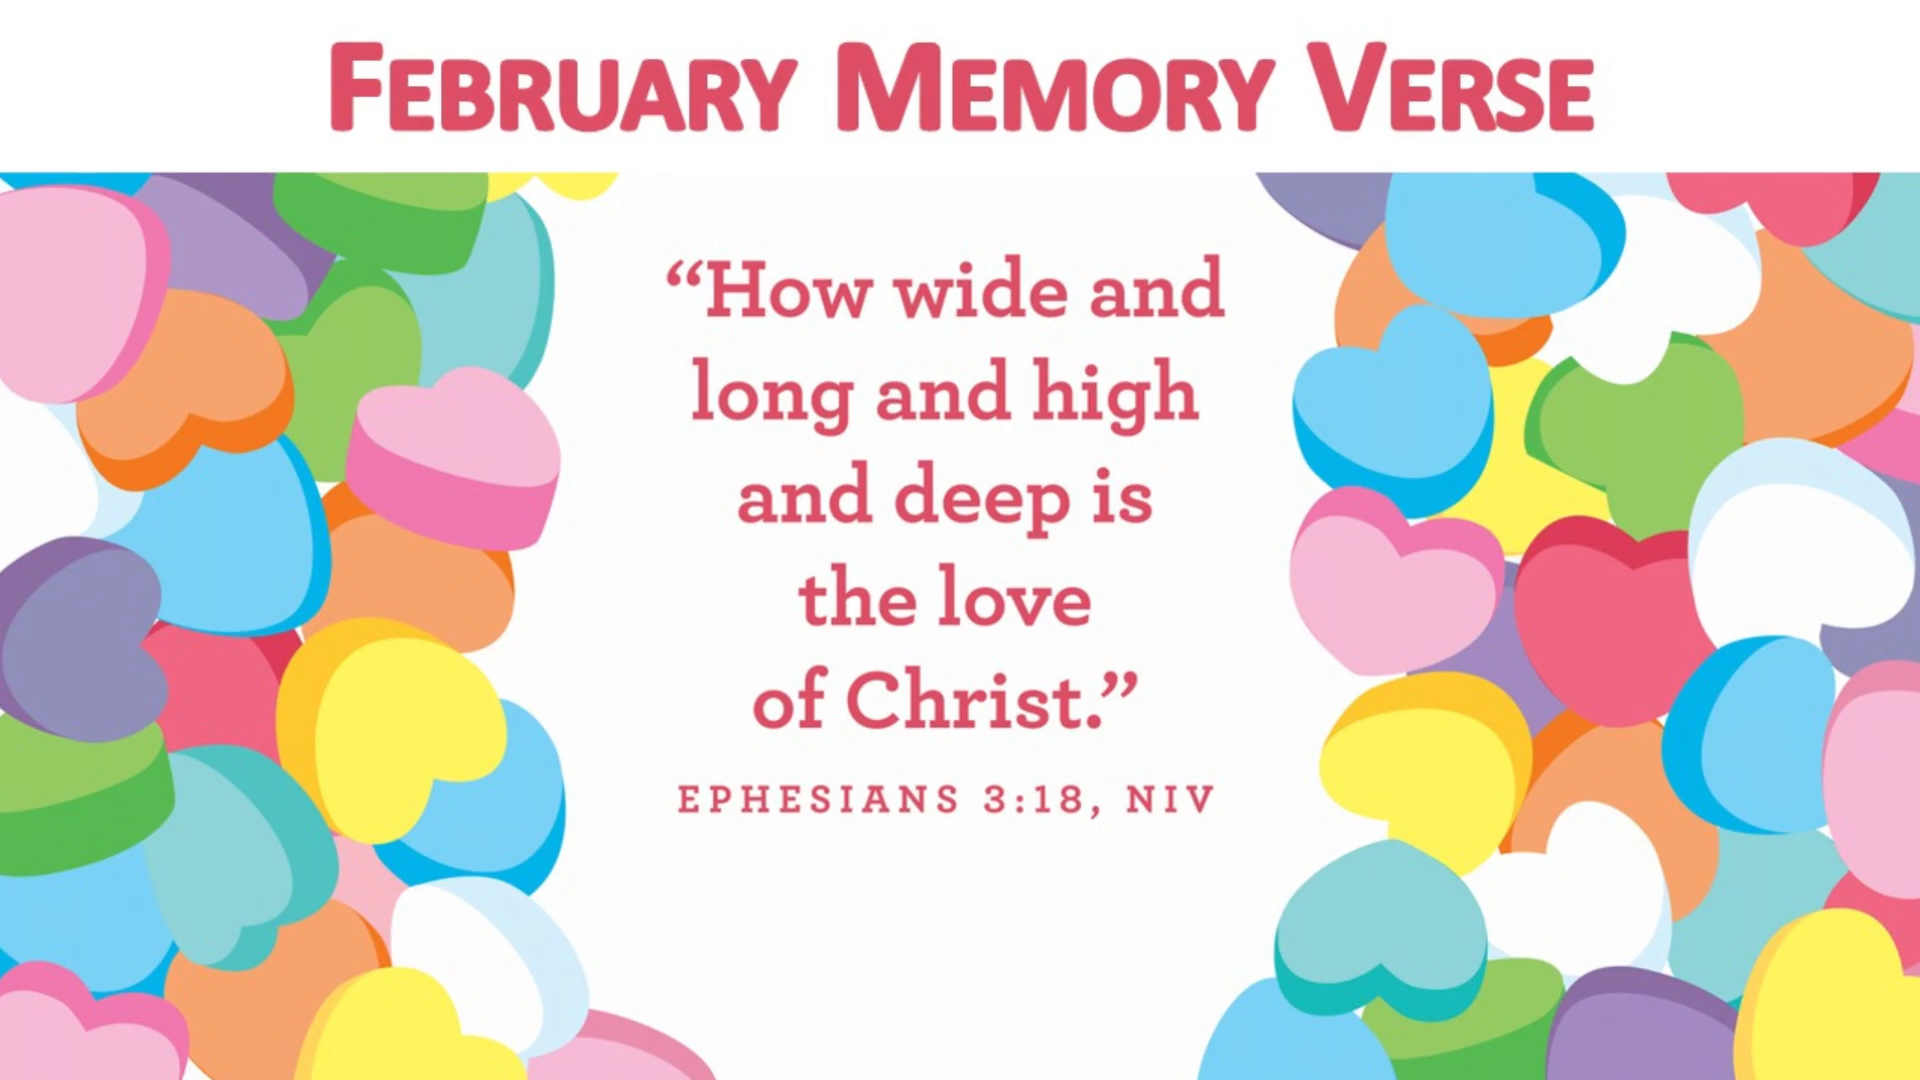 FEBRUARY MEMORY VERSE
“How wide and
long and high
and deep is
the love
of Christ.”
EPHESIANS 3:18, NIV